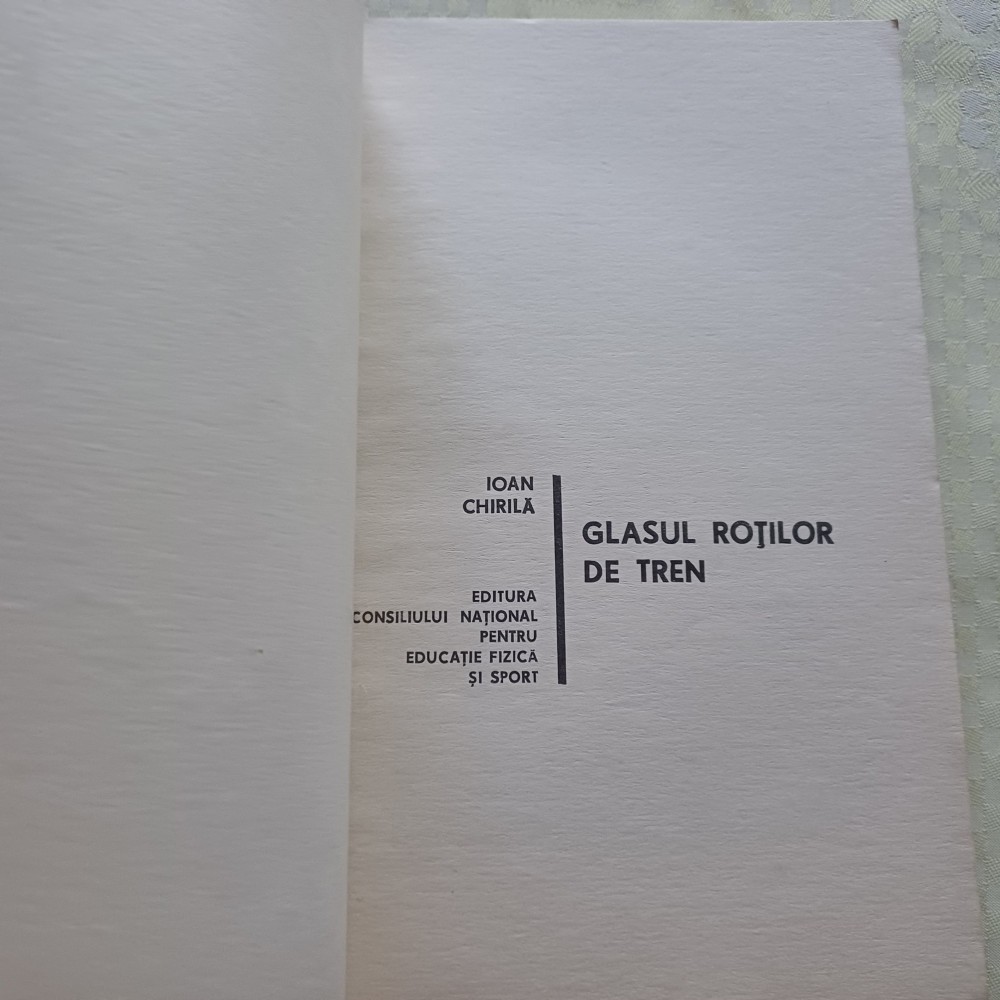 IOAN
CHIRILĂ
GLASUL ROŢILOR
DE TREN
EDITURA
CONSILIULUI NAŢIONAL
PENTRU
EDUCAŢIE FIZICĂ
ŞI SPORT